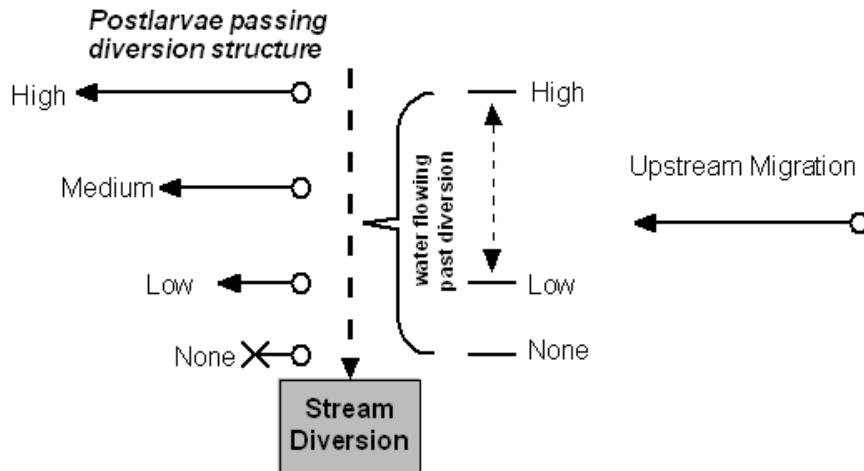 Postlarvae passing
diversion structure
High
Medium
Low
None
water flowing
past diversion
High
Low
None
Upstream Migration
Stream
Diversion